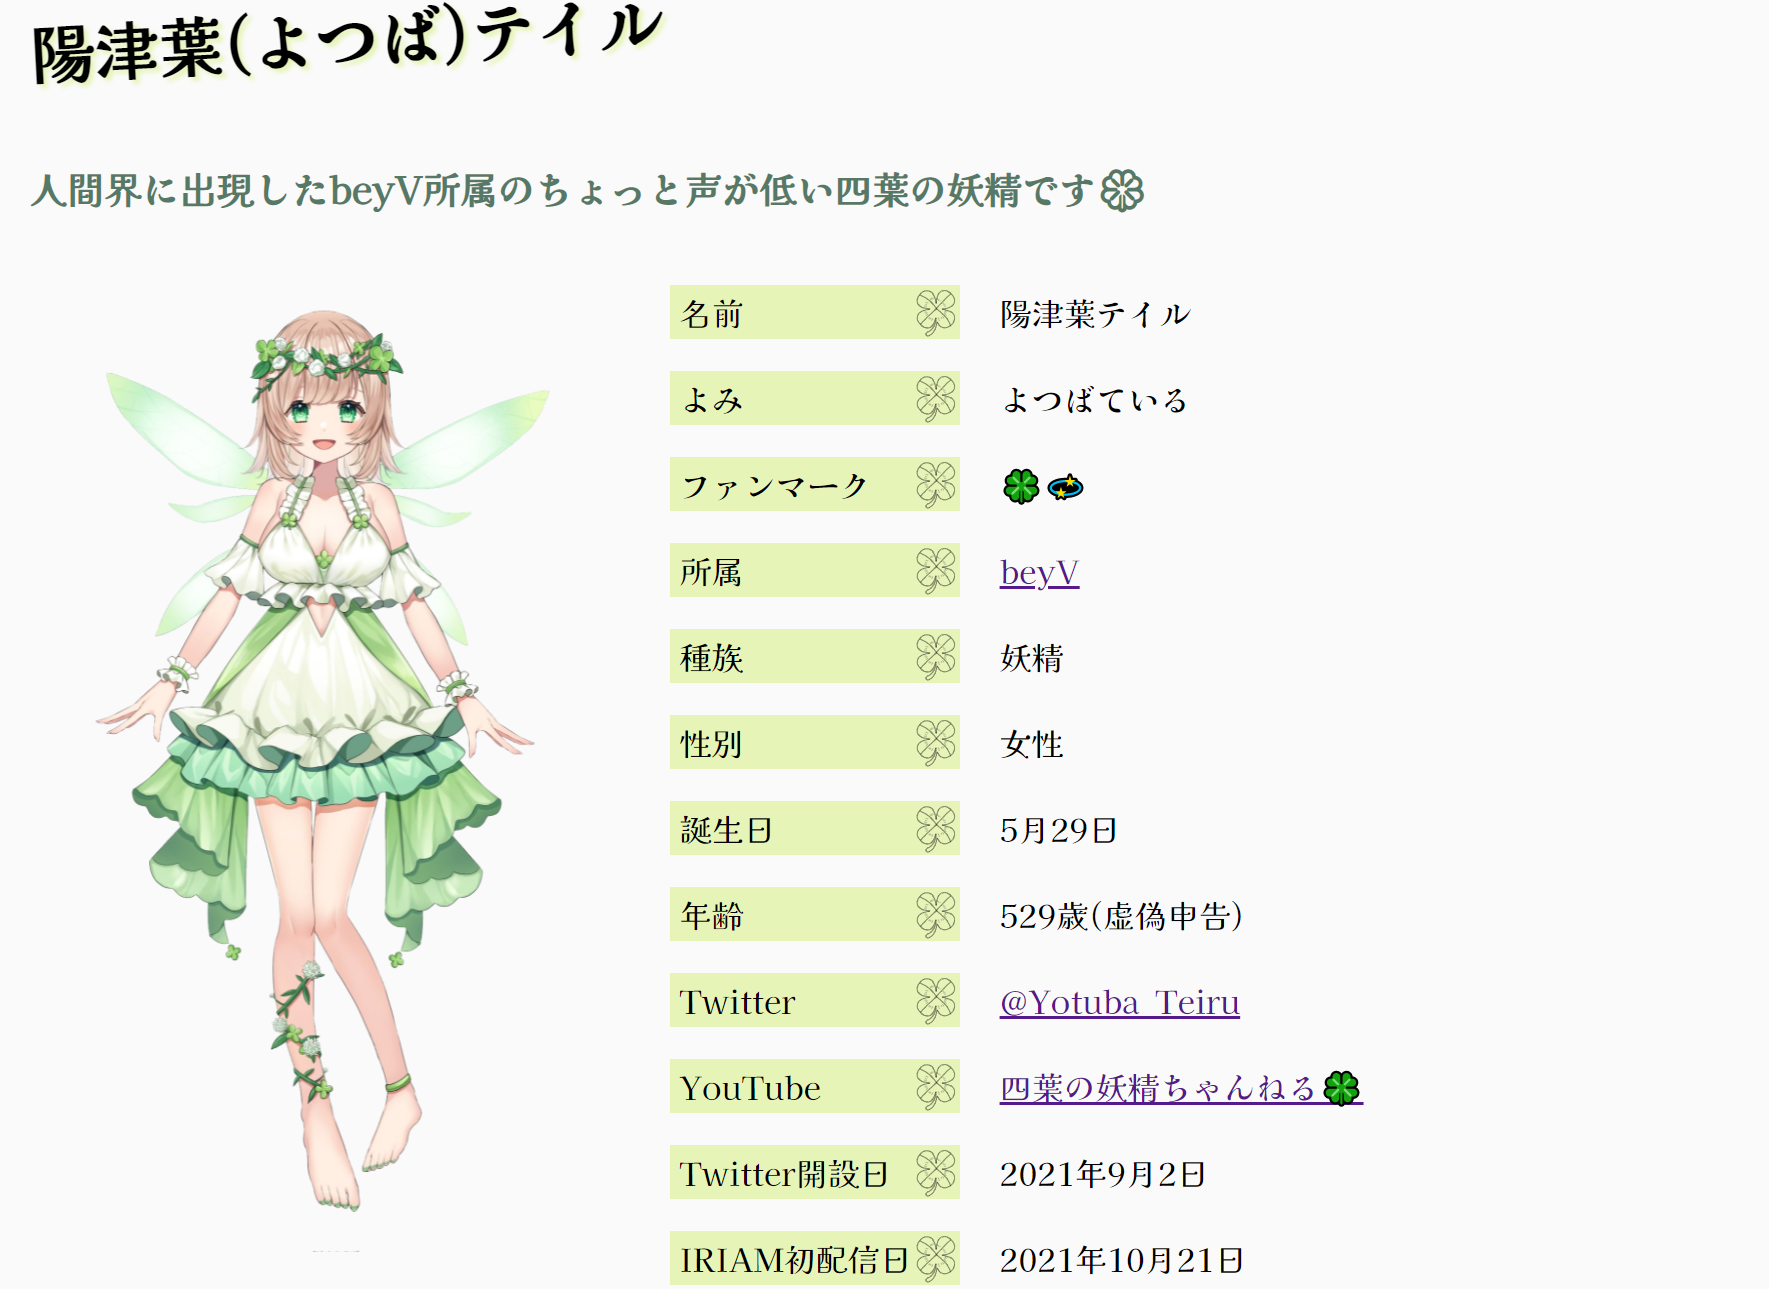 陽津葉(よつば)テイル
人間界に出現したbeyV所属のちょっと声が低い四葉の妖精です🍀
名前 陽津葉テイル
よみ よつばている
ファンマーク 🍀💫
所属 beyV
種族 妖精
性別 女性
誕生日 5月29日
年齢 529歳(虚偽申告)
Twitter @Yotuba_Teiru
YouTube 四葉の妖精ちゃんねる🍀
Twitter開設日 2021年9月2日
IRIAM初配信日 2021年10月21日